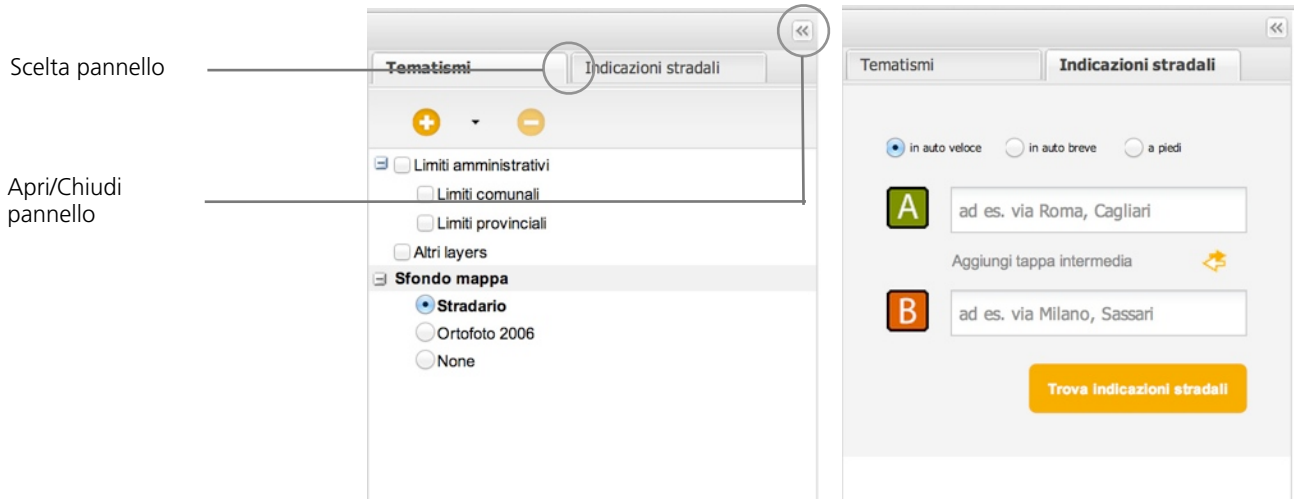 Scelta pannello
Apri/Chiudi
pannello
Tematismi
Indicazioni stradali
Limiti amministrativi
Limiti comunali
Limiti provinciali
Altri layers
Sfondo mappa
Stradario
Ortofoto 2006
None
Tematismi
Indicazioni stradali
in auto veloce
in auto breve
a piedi
A
ad es. via Roma, Cagliari
Aggiungi tappa intermedia
B
ad es. via Milano, Sassari
Trova indicazioni stradali